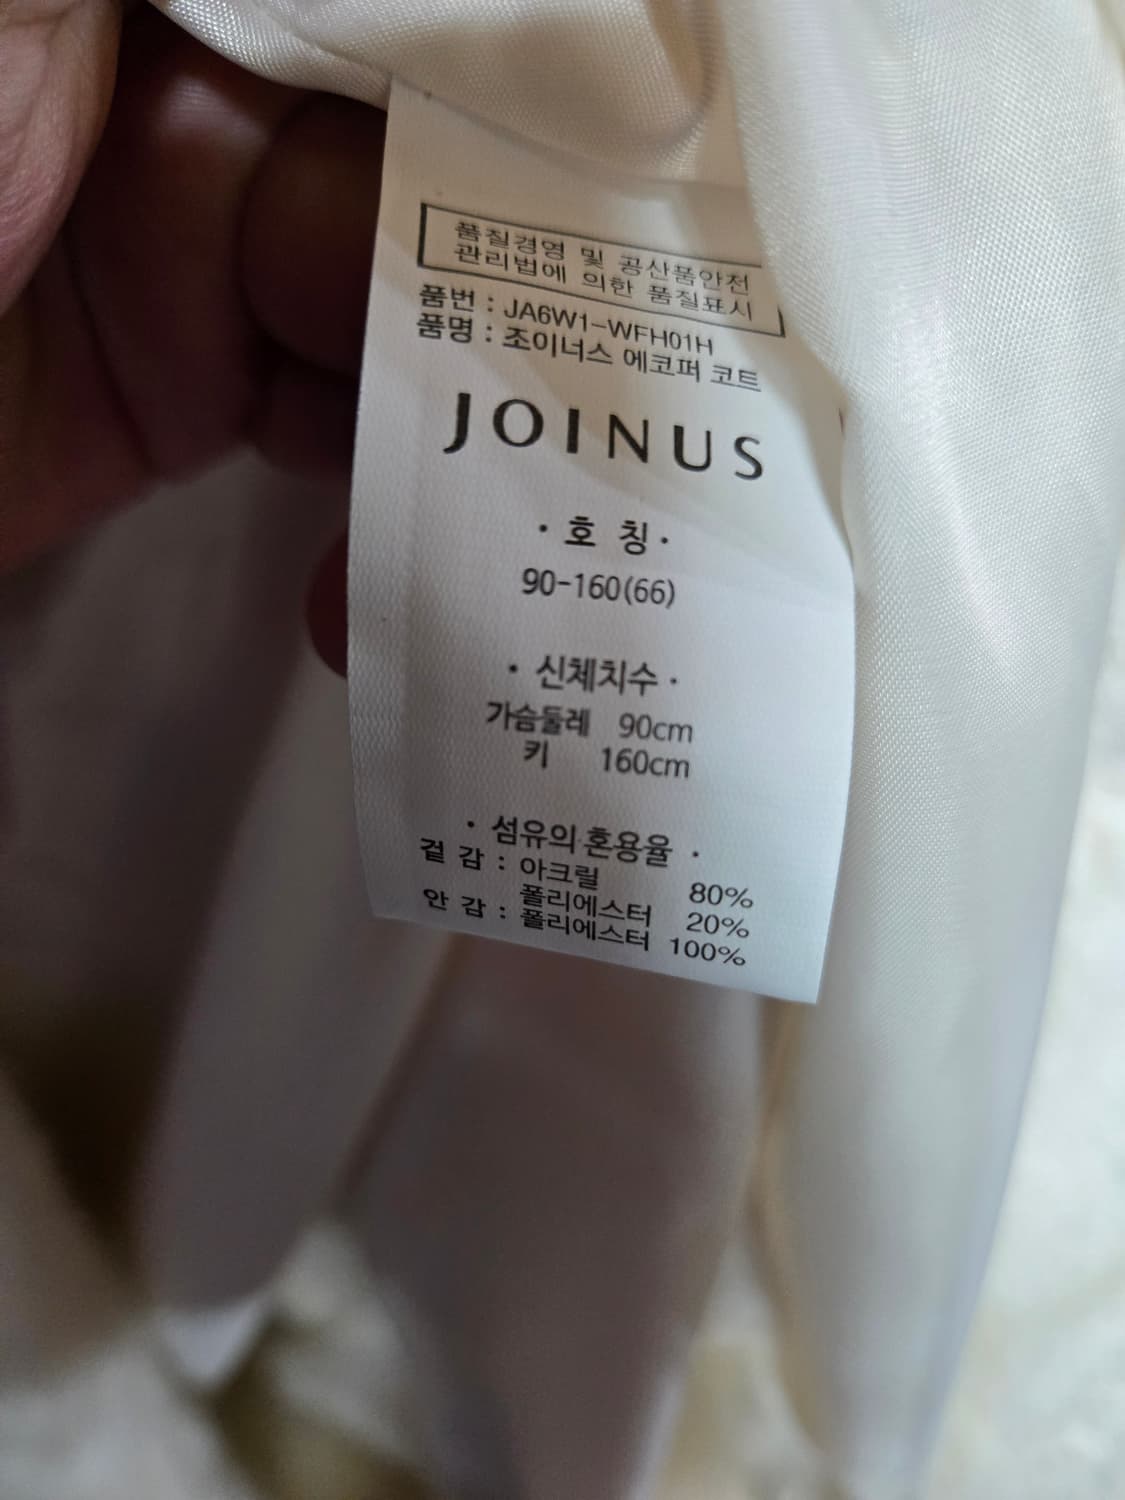 품질경영 및 공산품안전
관리법에 의한 품질표시
품번 : JA6W1-WFH01H
품명 : 조이너스 에코퍼 코트
JOINUS
· 호 칭 ·
90-160(66)
· 신체치수 ·
가슴둘레 90cm
키 160cm
· 섬유의 혼용율 ·
겉 감 : 아크릴 80%
폴리에스터 20%
안 감 : 폴리에스터 100%